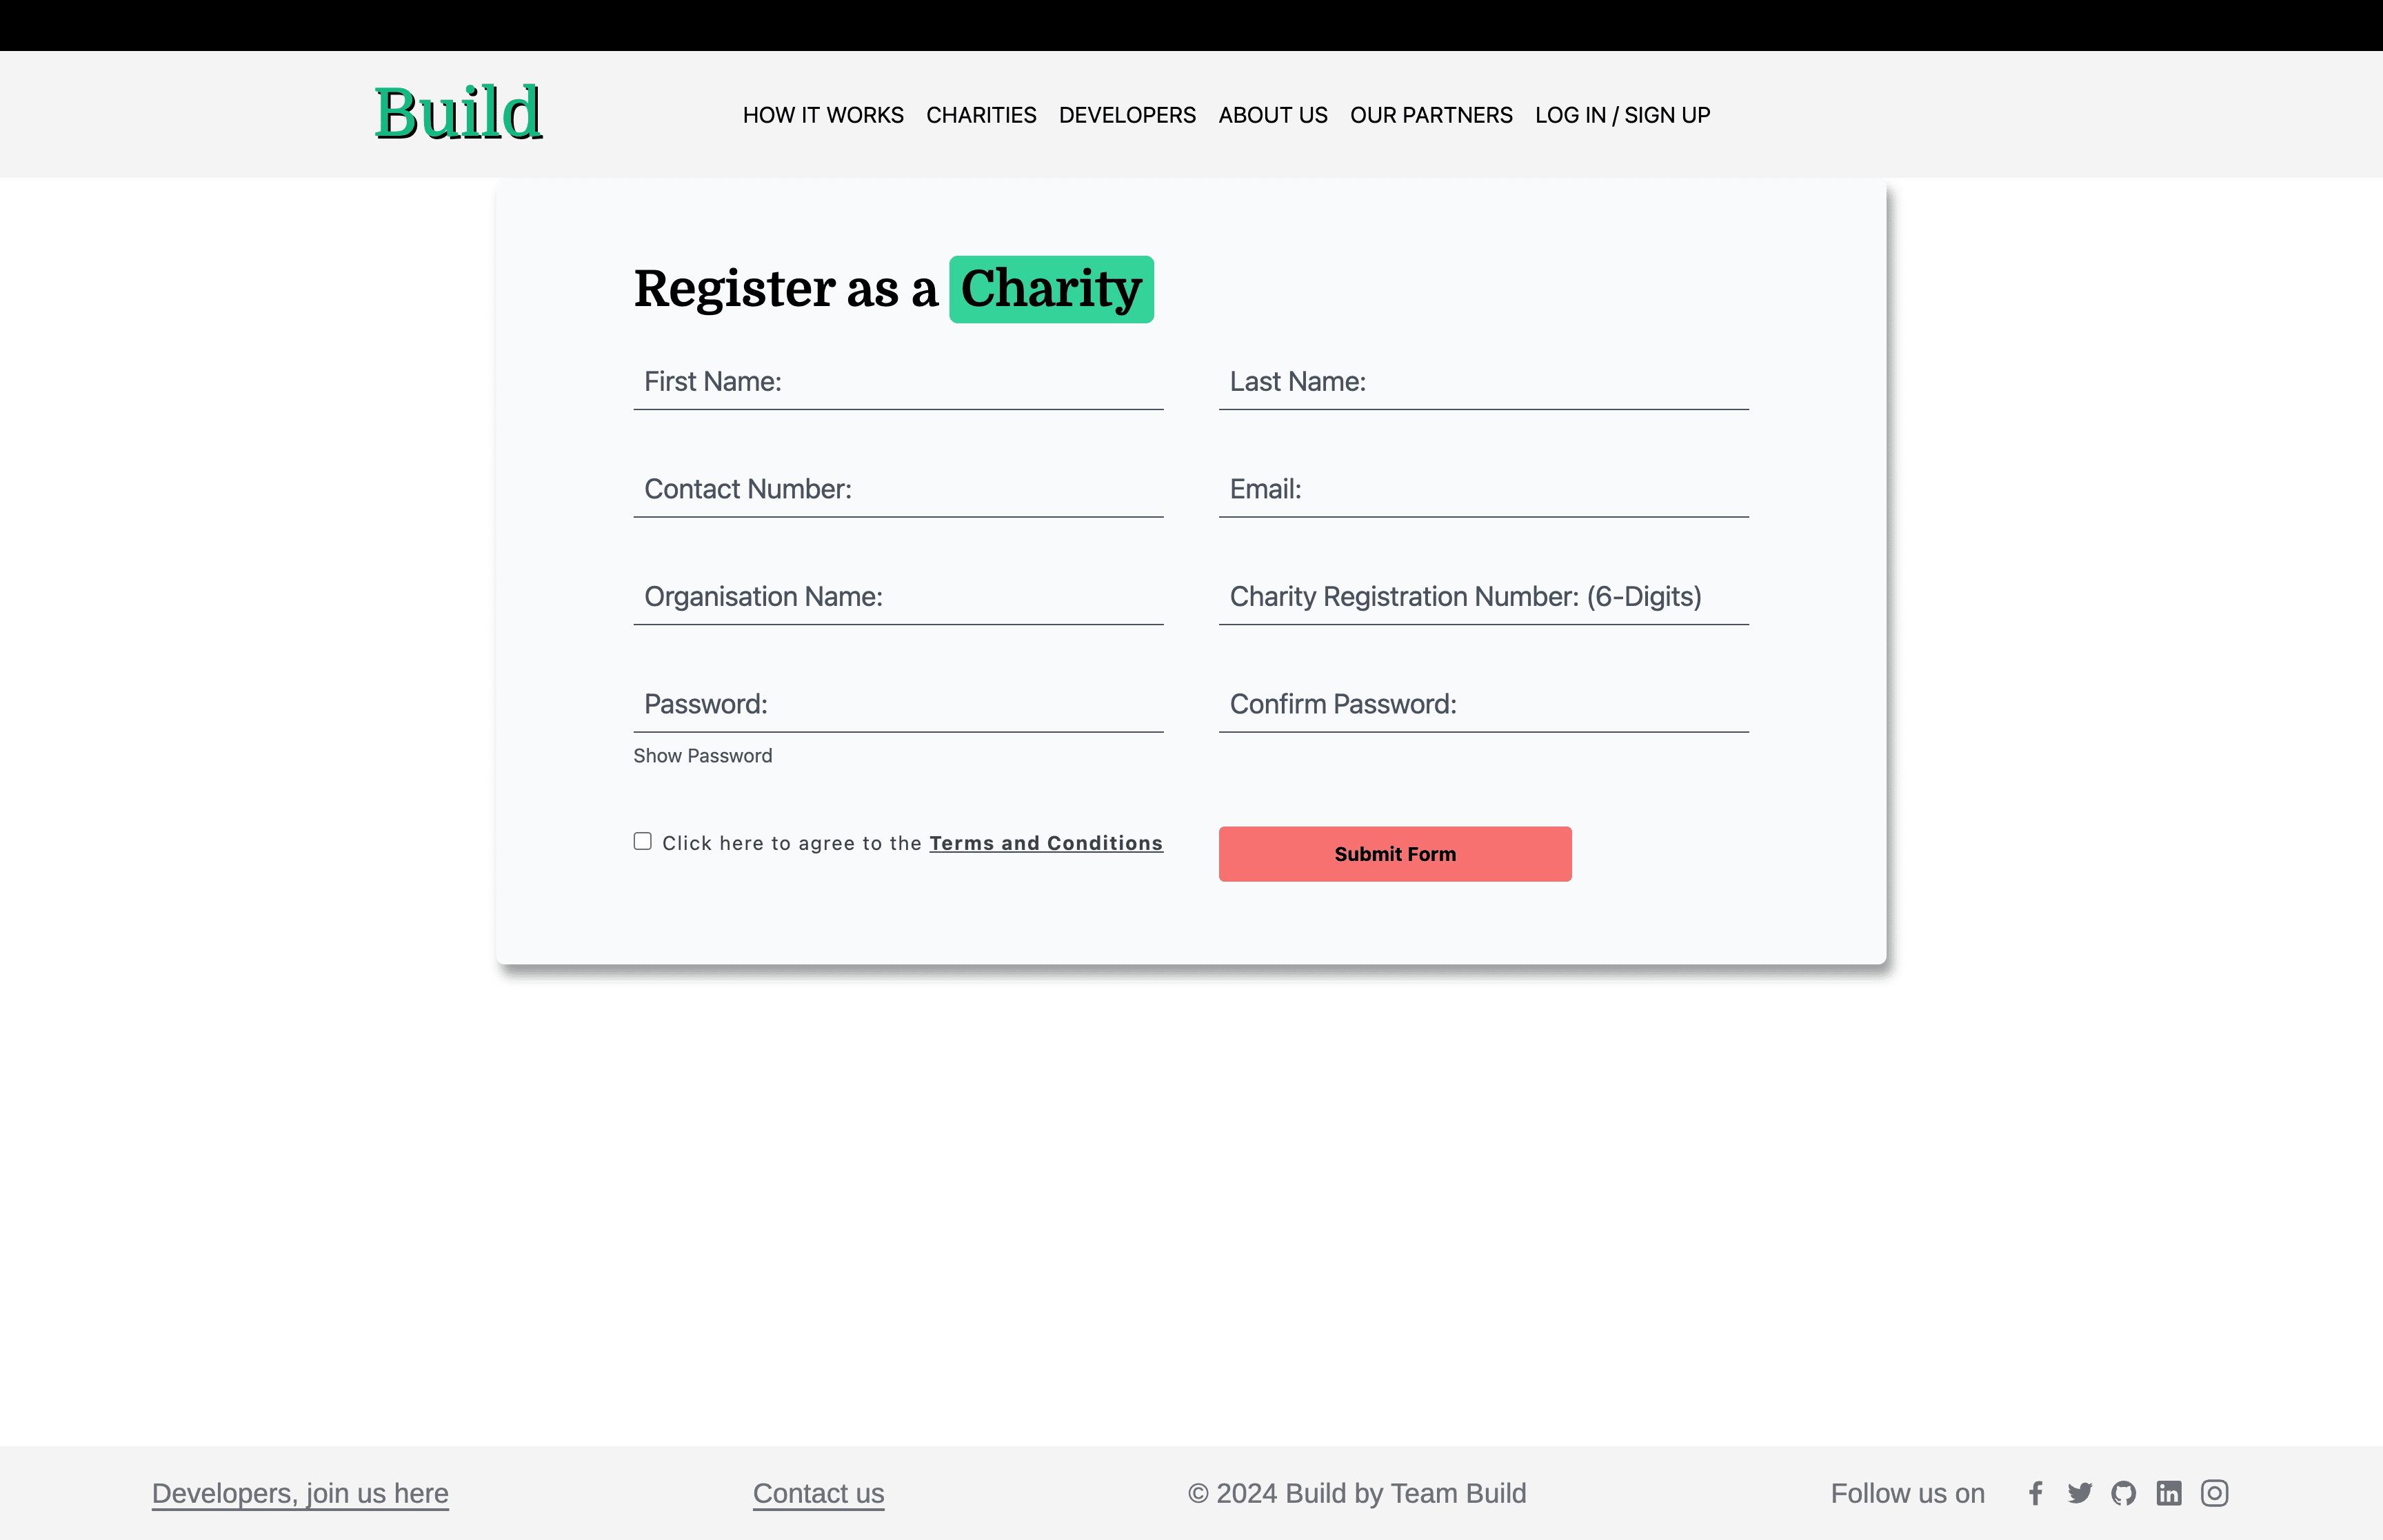 Build
HOW IT WORKS CHARITIES DEVELOPERS ABOUT US OUR PARTNERS LOG IN / SIGN UP
Register as a Charity
First Name: Last Name:
Contact Number: Email:
Organisation Name: Charity Registration Number: (6-Digits)
Password: Confirm Password:
Show Password
Click here to agree to the Terms and Conditions Submit Form
Developers, join us here Contact us © 2024 Build by Team Build Follow us on